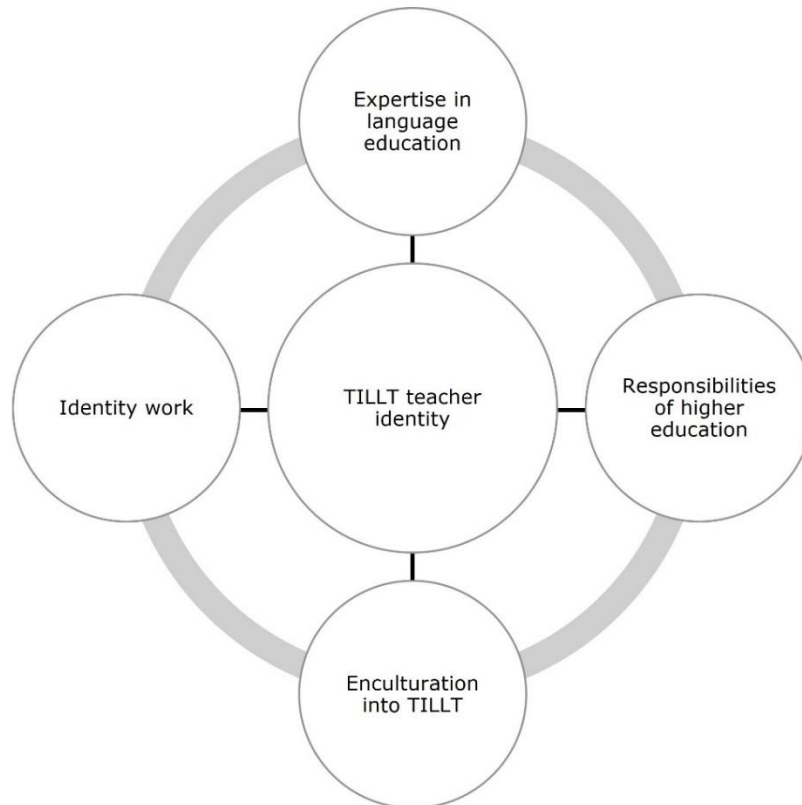 Expertise in
language
education
Identity work
TILLT teacher
identity
Responsibilities
of higher
education
Enculturation
into TILLT